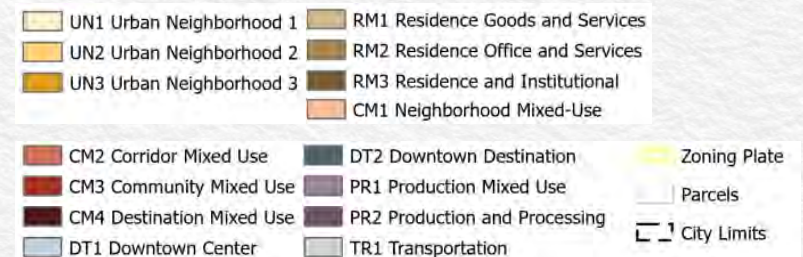 UN1 Urban Neighborhood 1 RM1 Residence Goods and Services
UN2 Urban Neighborhood 2 RM2 Residence Office and Services
UN3 Urban Neighborhood 3 RM3 Residence and Institutional
CM1 Neighborhood Mixed-Use
CM2 Corridor Mixed Use DT2 Downtown Destination Zoning Plate
CM3 Community Mixed Use PR1 Production Mixed Use Parcels
CM4 Destination Mixed Use PR2 Production and Processing City Limits
DT1 Downtown Center TR1 Transportation